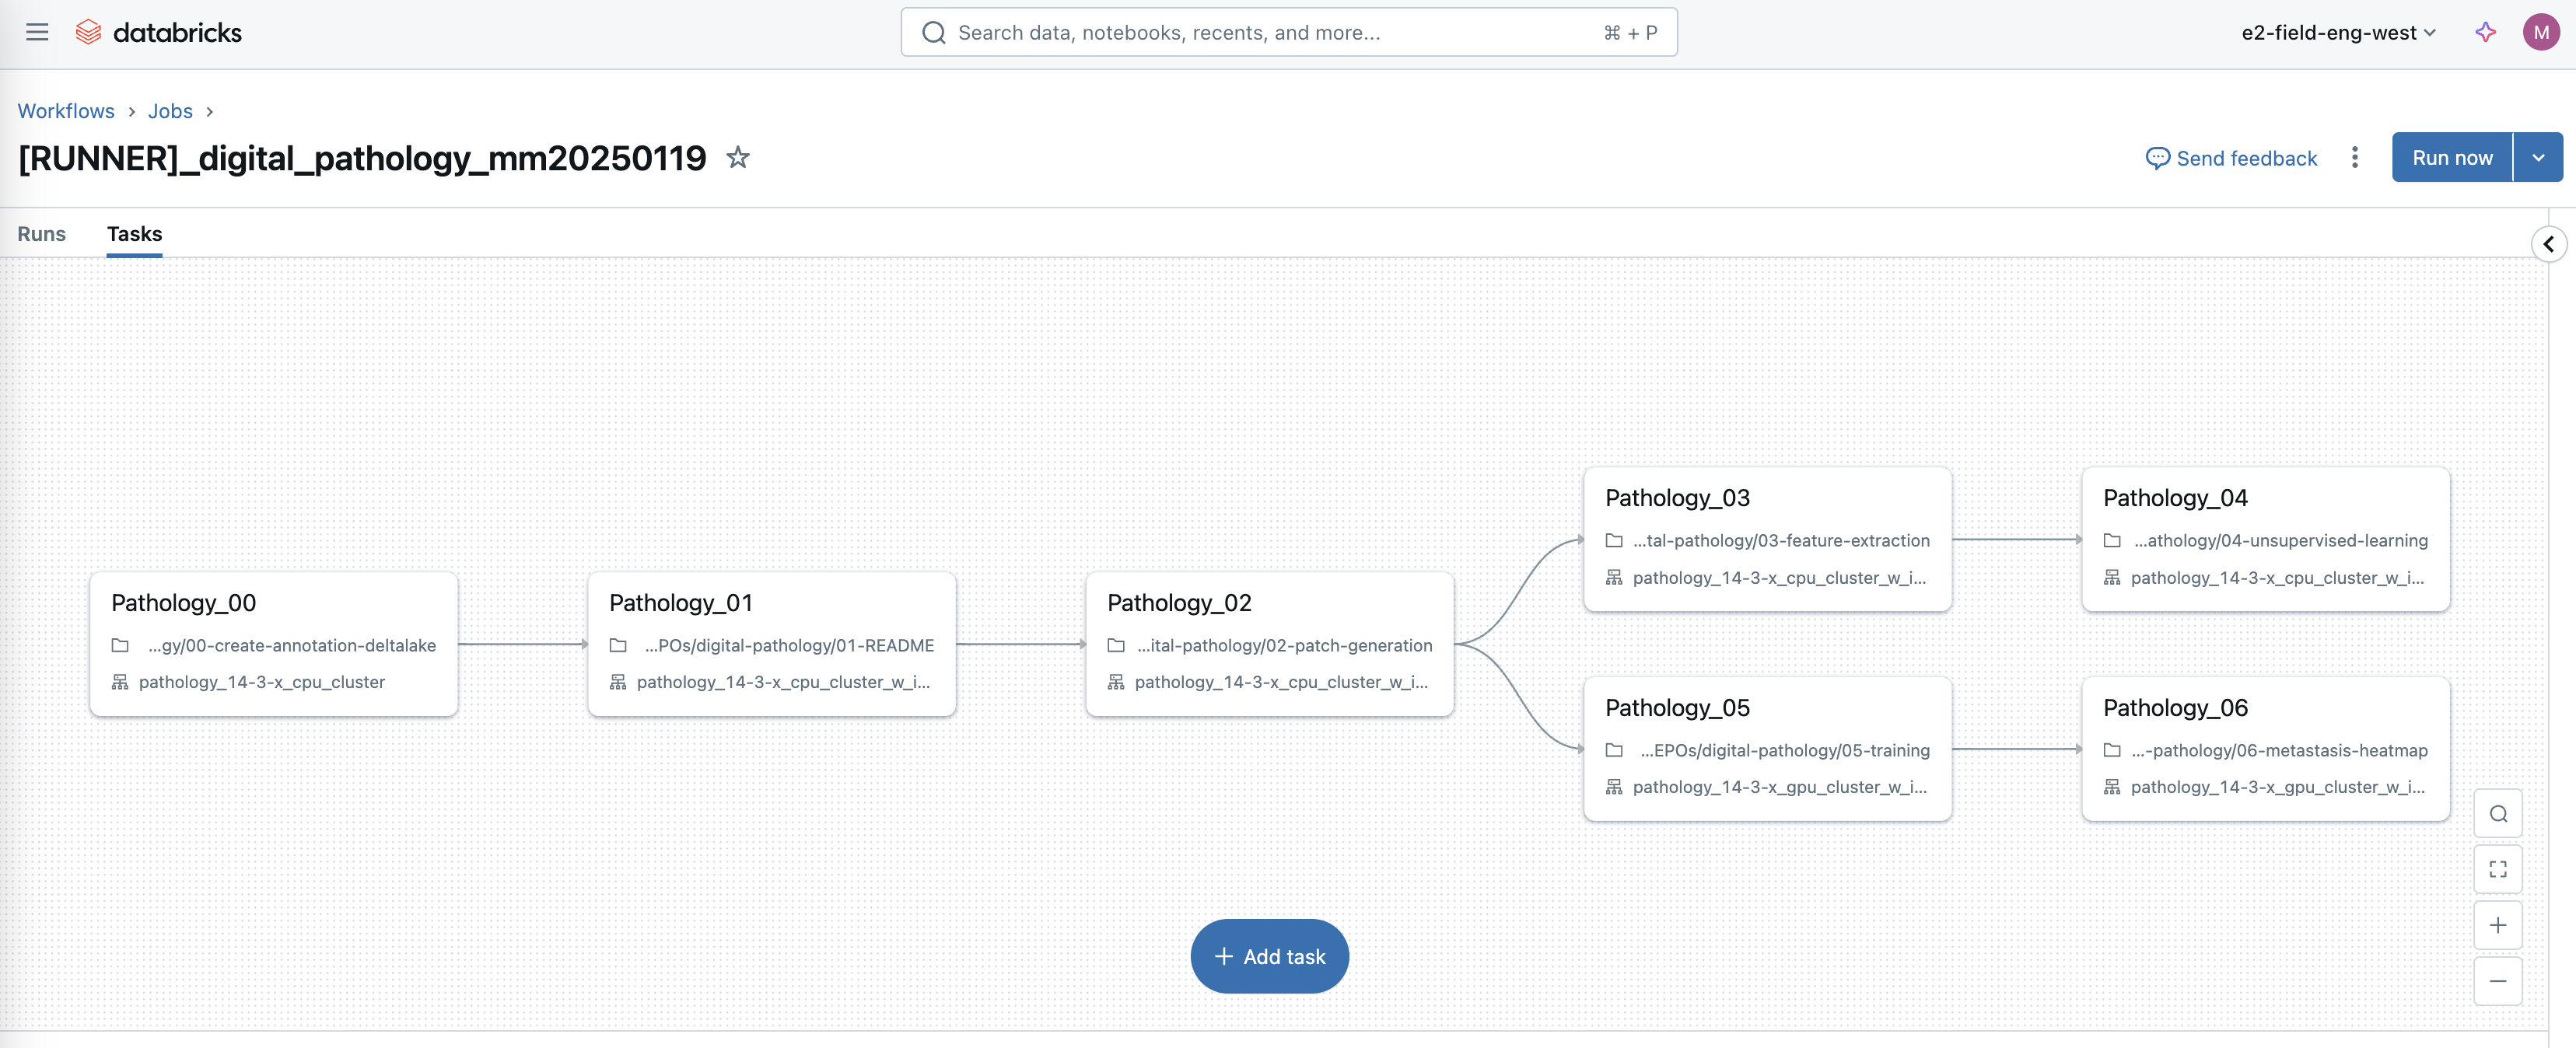 databricks
Search data, notebooks, recents, and more...
⌘ + P
e2-field-eng-west
M
Workflows › Jobs ›
[RUNNER]_digital_pathology_mm20250119
Send feedback
Run now
Runs
Tasks
Pathology_00
...gy/00-create-annotation-deltalake
pathology_14-3-x_cpu_cluster
Pathology_01
...POs/digital-pathology/01-README
pathology_14-3-x_cpu_cluster_w_i...
Pathology_02
...ital-pathology/02-patch-generation
pathology_14-3-x_cpu_cluster_w_i...
Pathology_03
...tal-pathology/03-feature-extraction
pathology_14-3-x_cpu_cluster_w_i...
Pathology_04
...athology/04-unsupervised-learning
pathology_14-3-x_cpu_cluster_w_i...
Pathology_05
...EPOs/digital-pathology/05-training
pathology_14-3-x_gpu_cluster_w_i...
Pathology_06
...-pathology/06-metastasis-heatmap
pathology_14-3-x_gpu_cluster_w_i...
+ Add task